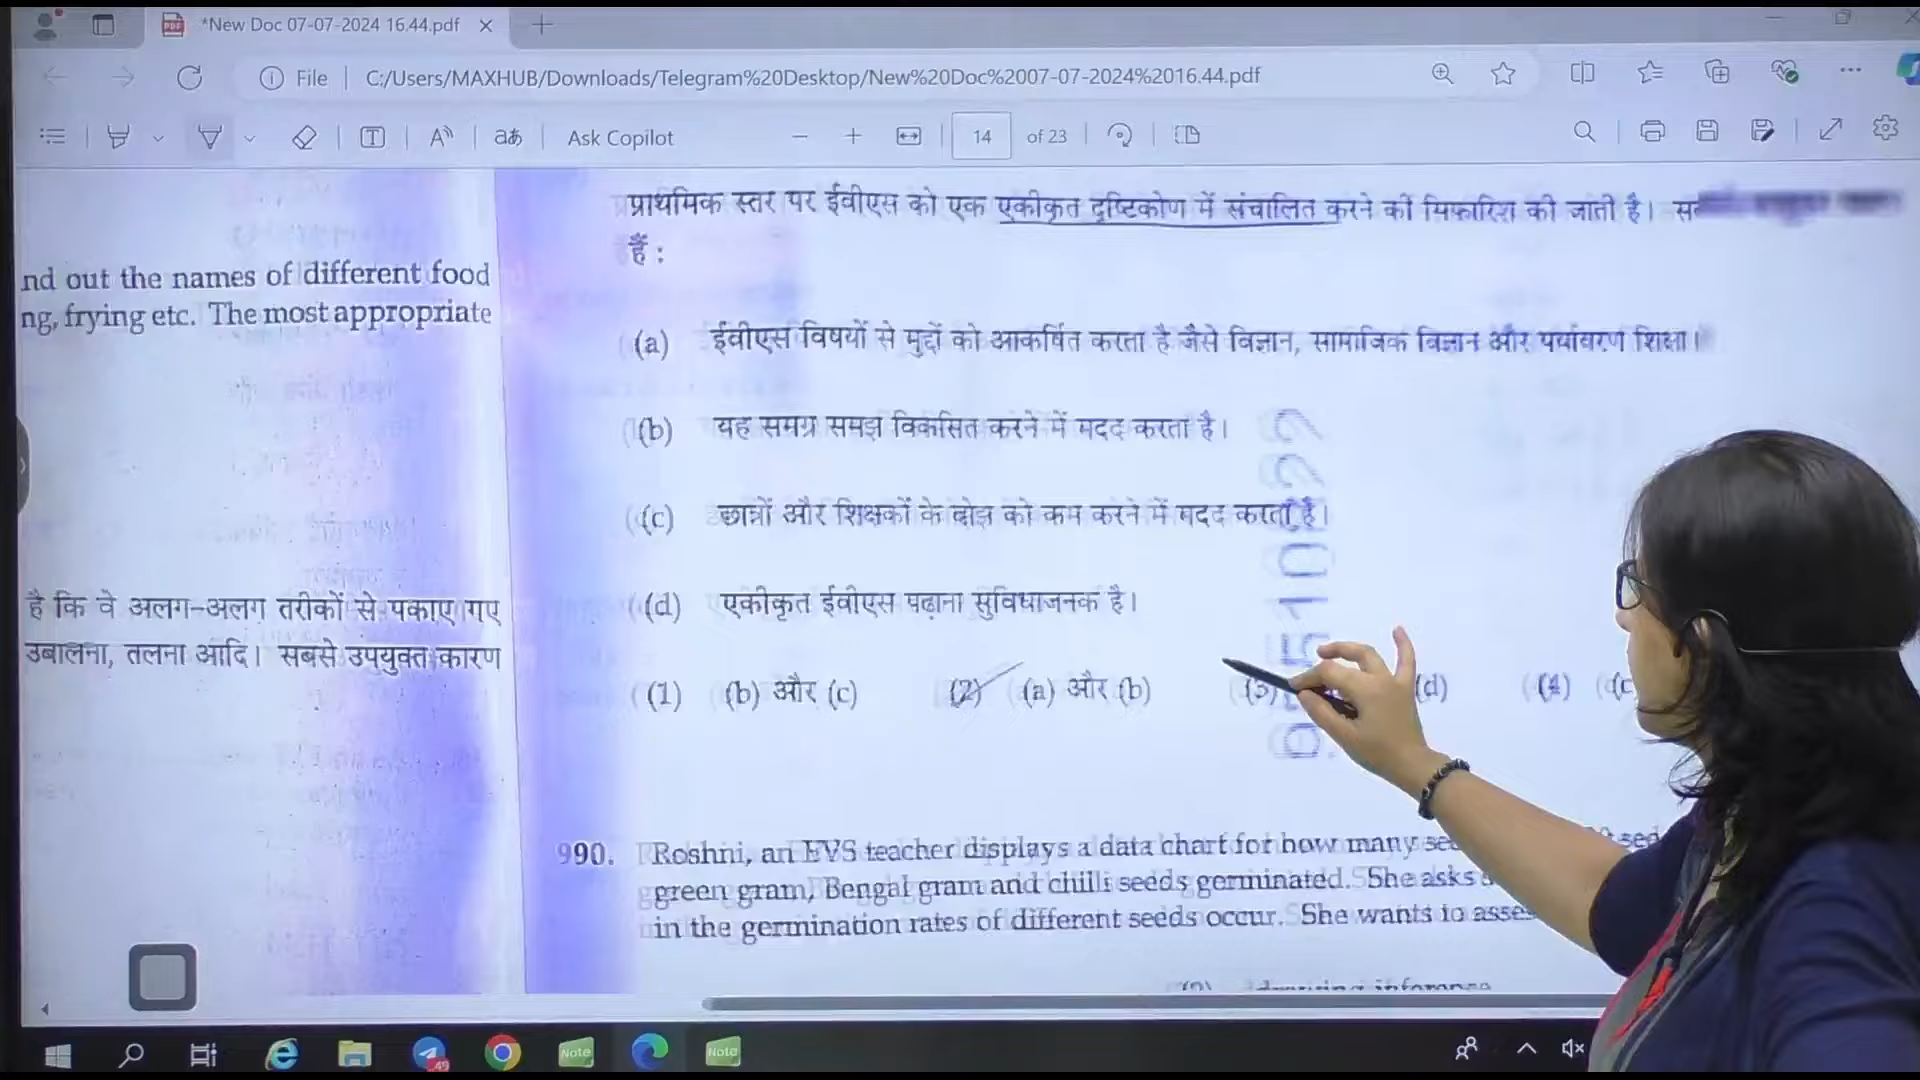 *New Doc 07-07-2024 16.44.pdf
File
C:/Users/MAXHUB/Downloads/Telegram%20Desktop/New%20Doc%2007-07-2024%2016.44.pdf
Ask Copilot
14 of 23
nd out the names of different food
ng, frying etc. The most appropriate
है कि वे अलग-अलग तरीकों से पकाए गए
उबालना, तलना आदि। सबसे उपयुक्त कारण
प्राथमिक स्तर पर ईवीएस को एक एकीकृत दृष्टिकोण में संचालित करने की सिफारिश की जाती है।
हैं :
(a) ईवीएस विषयों से मुद्दों को आकर्षित करता है जैसे विज्ञान, सामाजिक विज्ञान और पर्यावरण शिक्षा।
(b) यह समग्र समझ विकसित करने में मदद करता है।
(c) छात्रों और शिक्षकों के बोझ को कम करने में मदद करता है।
(d) एकीकृत ईवीएस पढ़ाना सुविधाजनक है।
(1) (b) और (c) (2) (a) और (b) (3) (d) (4) (c
990. Roshni, an EVS teacher displays a data chart for how many
green gram, Bengal gram and chilli seeds germinated. She asks
in the germination rates of different seeds occur. She wants to
Note
49
Note